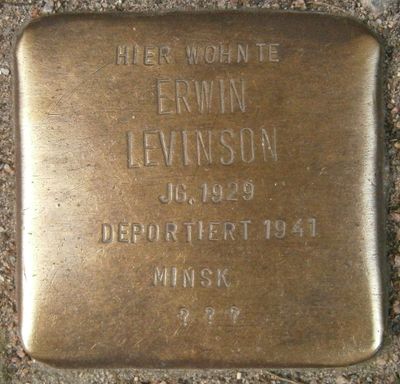 HIER WOHNTE
ERWIN
LEVINSON
JG. 1929
DEPORTIERT 1941
MINSK
? ? ?